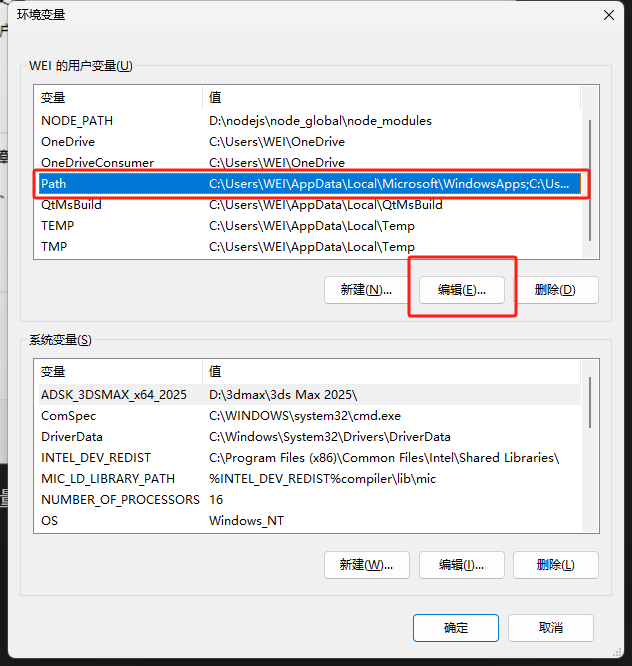 环境变量
WEI 的用户变量(U)
变量 值
NODE_PATH D:\nodejs\node_global\node_modules
OneDrive C:\Users\WEI\OneDrive
OneDriveConsumer C:\Users\WEI\OneDrive
Path C:\Users\WEI\AppData\Local\Microsoft\WindowsApps;C:\Us...
QtMsBuild C:\Users\WEI\AppData\Local\QtMsBuild
TEMP C:\Users\WEI\AppData\Local\Temp
TMP C:\Users\WEI\AppData\Local\Temp
新建(N)... 编辑(E)... 删除(D)
系统变量(S)
变量 值
ADSK_3DSMAX_x64_2025 D:\3dmax\3ds Max 2025\
ComSpec C:\WINDOWS\system32\cmd.exe
DriverData C:\Windows\System32\Drivers\DriverData
INTEL_DEV_REDIST C:\Program Files (x86)\Common Files\Intel\Shared Libraries\
MIC_LD_LIBRARY_PATH %INTEL_DEV_REDIST%compiler\lib\mic
NUMBER_OF_PROCESSORS 16
OS Windows_NT
新建(W)... 编辑(I)... 删除(L)
确定 取消